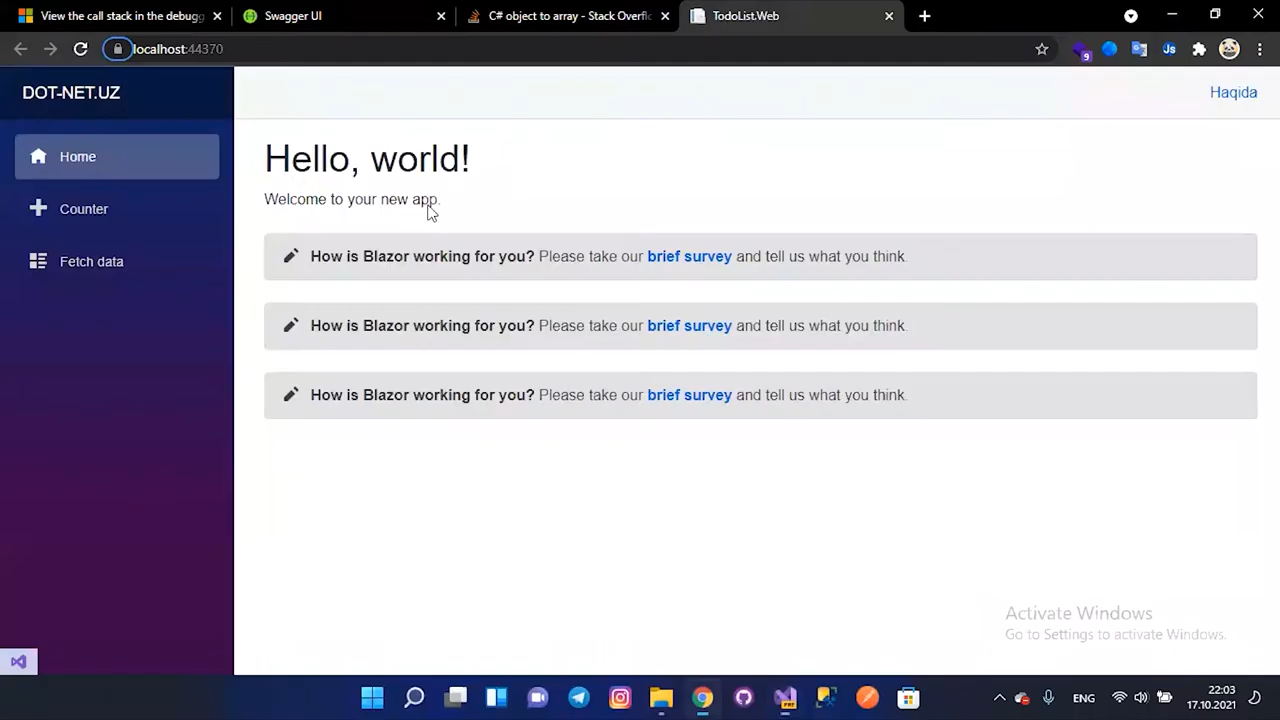 View the call stack in the debugg
Swagger UI
C# object to array - Stack Overflo
TodoList.Web
localhost:44370
9
Js
DOT-NET.UZ
Haqida
Home
Counter
Fetch data
Hello, world!
Welcome to your new app.
How is Blazor working for you? Please take our brief survey and tell us what you think.
How is Blazor working for you? Please take our brief survey and tell us what you think.
How is Blazor working for you? Please take our brief survey and tell us what you think.
Activate Windows
Go to Settings to activate Windows.
PRE
ENG
22:03
17.10.2021